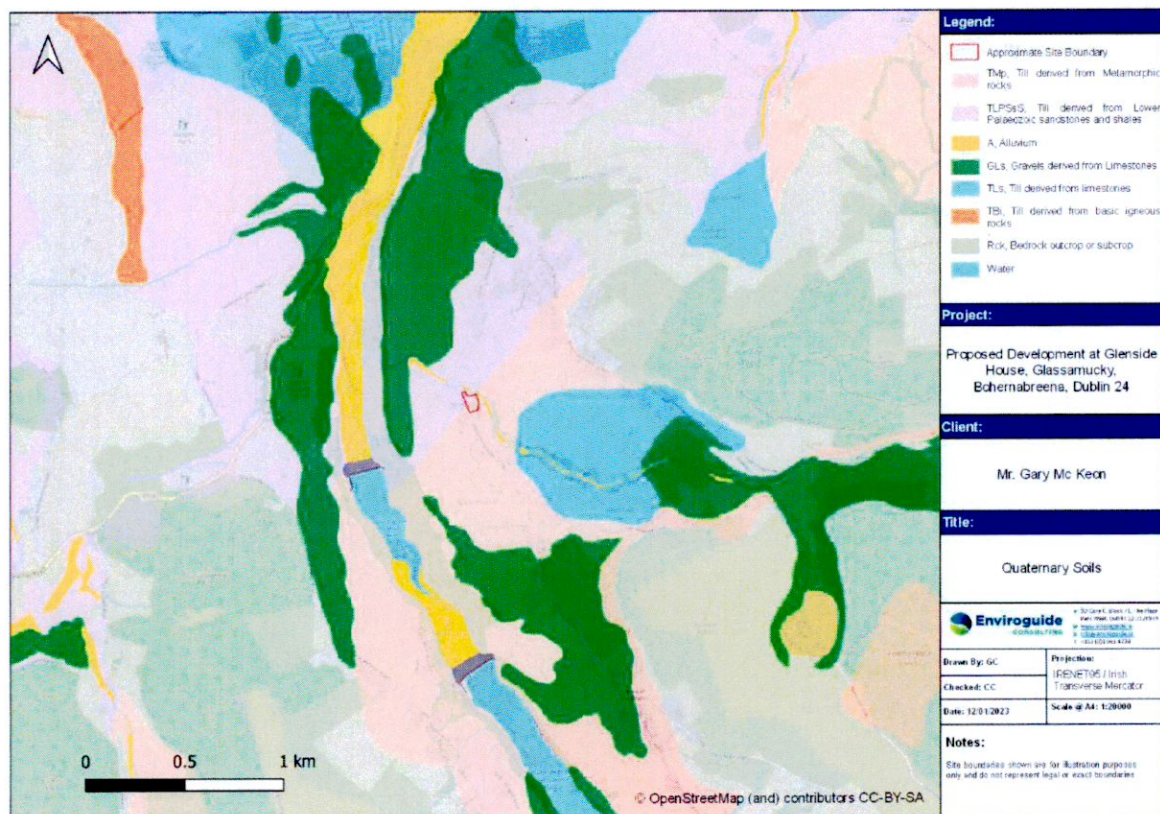 Legend:
Approximate Site Boundary
TMp, Till derived from Metamorphic
rocks
TLPSsS, Till derived from Lower
Palaeozoic sandstones and shales
A, Alluvium
GLs, Gravels derived from Limestones
TLs, Till derived from limestones
TBi, Till derived from basic igneous
rocks
Rck, Bedrock outcrop or subcrop
Water
Project:
Proposed Development at Glenside
House, Glassamucky,
Bohernabreena, Dublin 24
Client:
Mr. Gary Mc Keon
Title:
Quaternary Soils
Enviroguide
CONSULTING
Drawn By: GC
Checked: CC
Date: 12/01/2023
Projection:
IRENET95 / Irish
Transverse Mercator
Scale @ A4: 1:20000
Notes:
Site boundaries shown are for illustration purposes
only and do not represent legal or exact boundaries
0 0.5 1 km
© OpenStreetMap (and) contributors CC-BY-SA